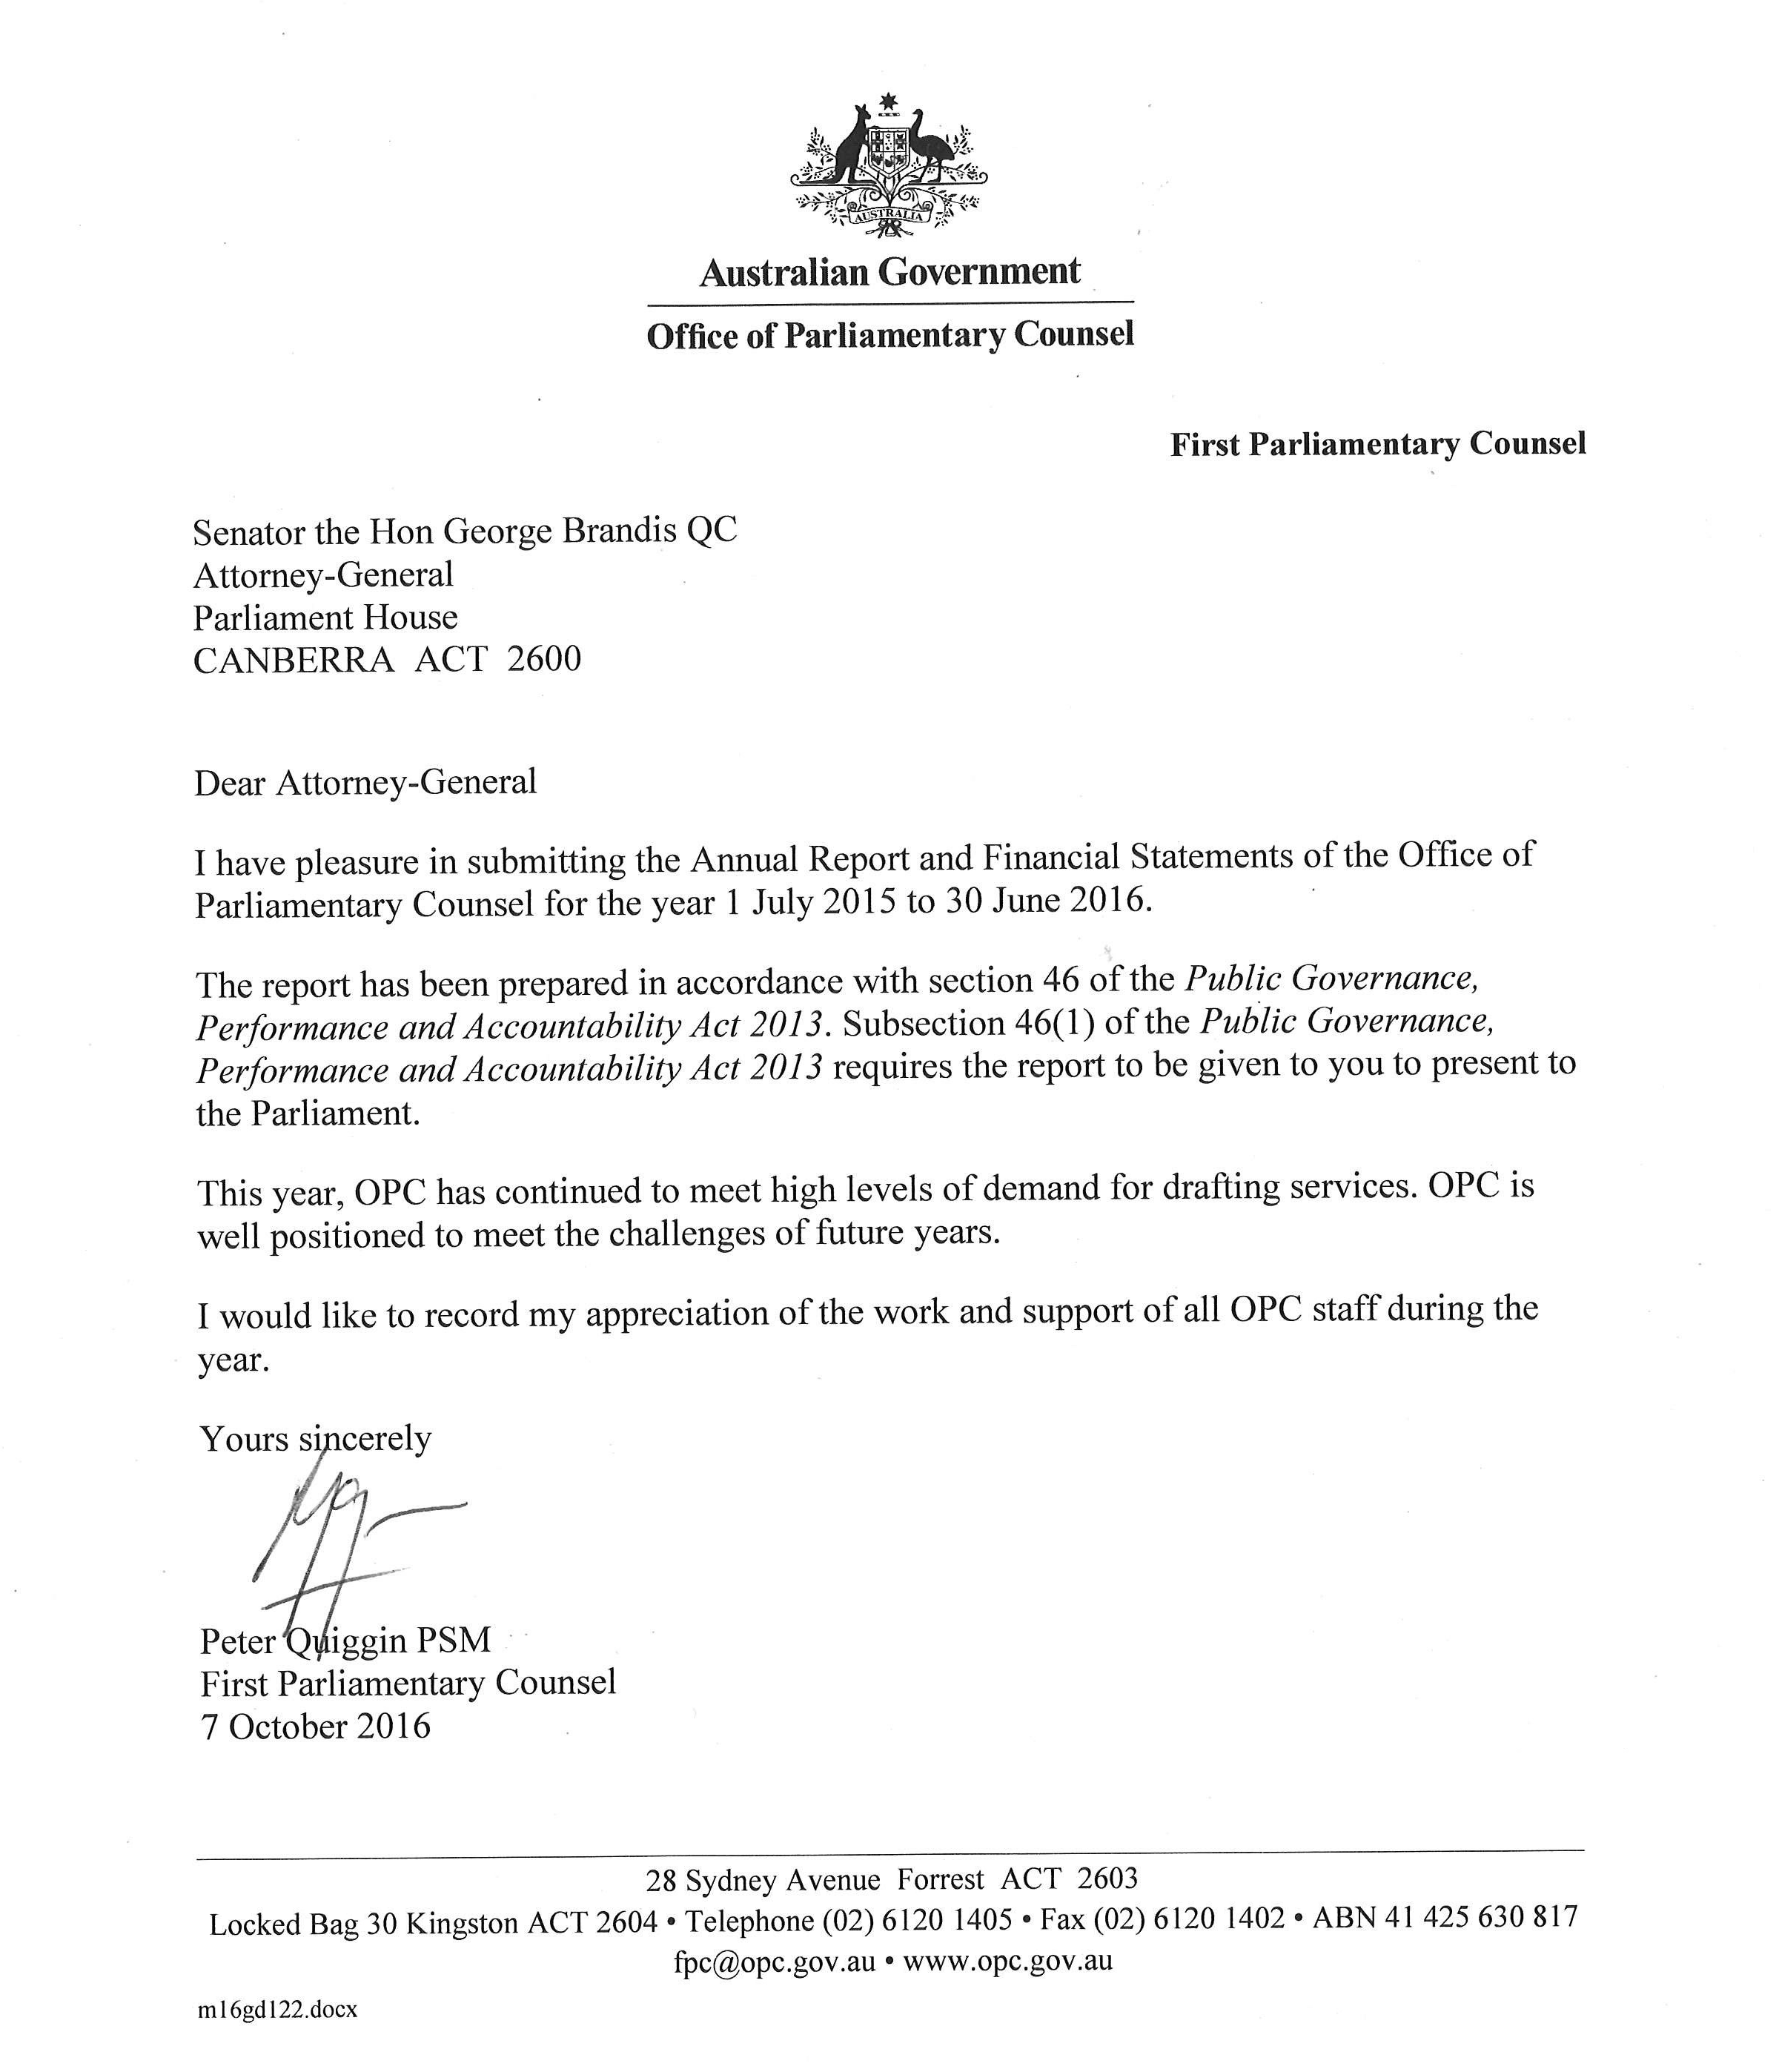 AUSTRALIA
Australian Government
Office of Parliamentary Counsel
First Parliamentary Counsel
Senator the Hon George Brandis QC
Attorney-General
Parliament House
CANBERRA ACT 2600
Dear Attorney-General
I have pleasure in submitting the Annual Report and Financial Statements of the Office of
Parliamentary Counsel for the year 1 July 2015 to 30 June 2016.
The report has been prepared in accordance with section 46 of the Public Governance,
Performance and Accountability Act 2013. Subsection 46(1) of the Public Governance,
Performance and Accountability Act 2013 requires the report to be given to you to present to
the Parliament.
This year, OPC has continued to meet high levels of demand for drafting services. OPC is
well positioned to meet the challenges of future years.
I would like to record my appreciation of the work and support of all OPC staff during the
year.
Yours sincerely
Peter Quiggin PSM
First Parliamentary Counsel
7 October 2016
28 Sydney Avenue Forrest ACT 2603
Locked Bag 30 Kingston ACT 2604 • Telephone (02) 6120 1405 • Fax (02) 6120 1402 • ABN 41 425 630 817
fpc@opc.gov.au • www.opc.gov.au
m16gd122.docx